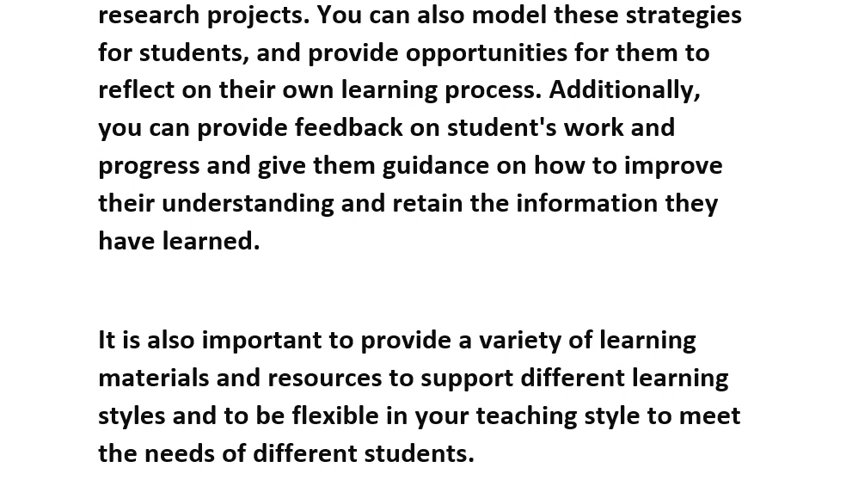 research projects. You can also model these strategies
for students, and provide opportunities for them to
reflect on their own learning process. Additionally,
you can provide feedback on student's work and
progress and give them guidance on how to improve
their understanding and retain the information they
have learned.
It is also important to provide a variety of learning
materials and resources to support different learning
styles and to be flexible in your teaching style to meet
the needs of different students.